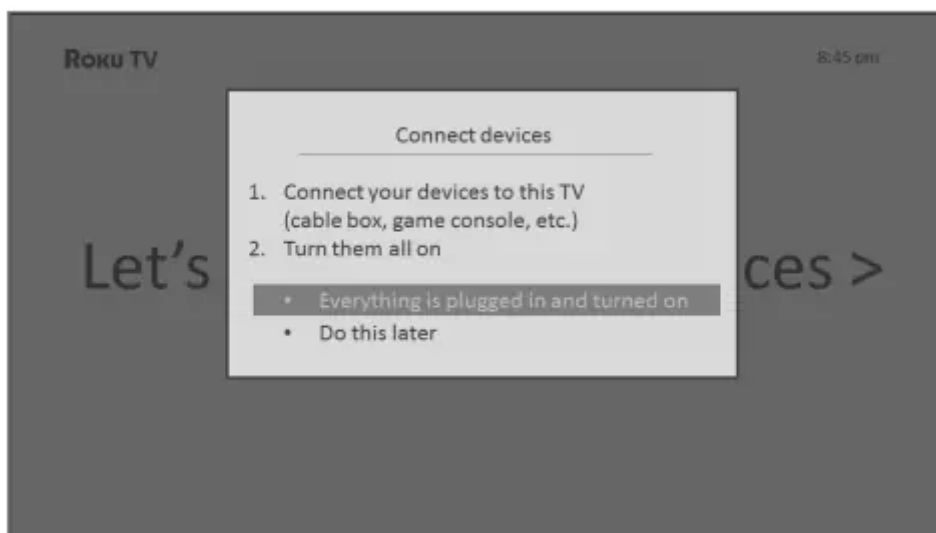 Roku TV
8:45 pm
Connect devices
1. Connect your devices to this TV
(cable box, game console, etc.)
2. Turn them all on
Let's
ces >
• Everything is plugged in and turned on
• Do this later